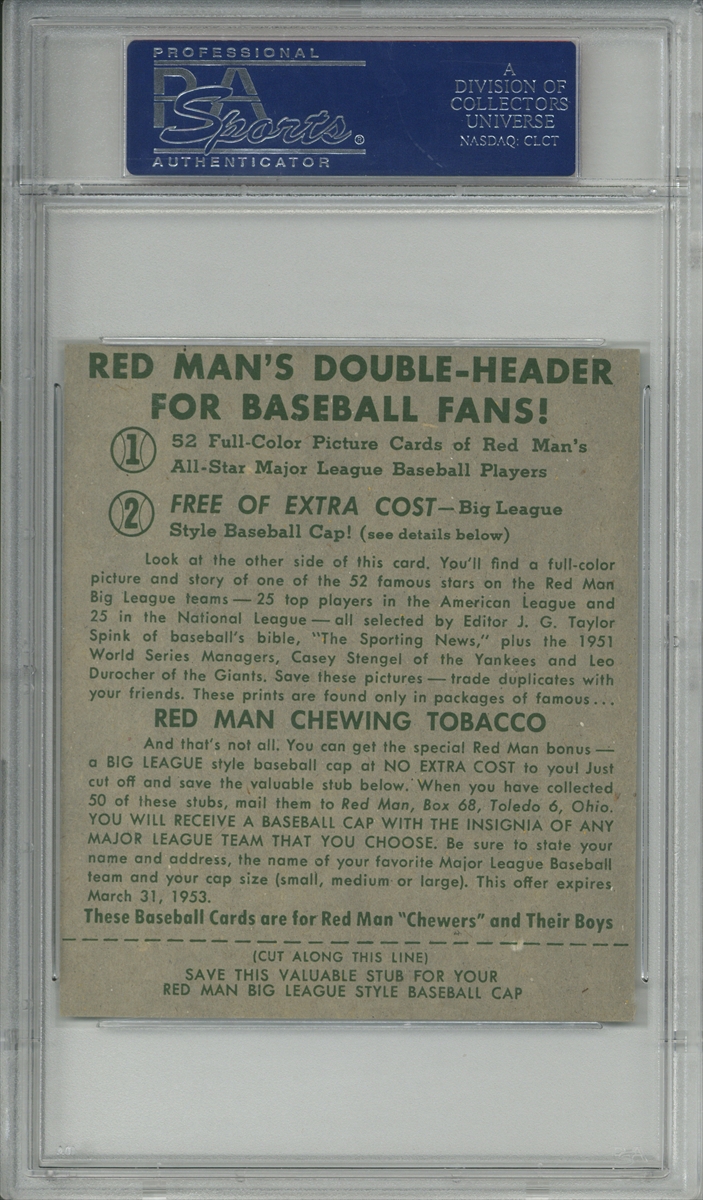 PROFESSIONAL
PSA
Sports®
AUTHENTICATOR
A
DIVISION OF
COLLECTORS
UNIVERSE
NASDAQ: CLCT
RED MAN'S DOUBLE-HEADER
FOR BASEBALL FANS!
1 52 Full-Color Picture Cards of Red Man's
All-Star Major League Baseball Players
2 FREE OF EXTRA COST—Big League
Style Baseball Cap! (see details below)
Look at the other side of this card. You'll find a full-color
picture and story of one of the 52 famous stars on the Red Man
Big League teams — 25 top players in the American League and
25 in the National League — all selected by Editor J. G. Taylor
Spink of baseball's bible, "The Sporting News," plus the 1951
World Series Managers, Casey Stengel of the Yankees and Leo
Durocher of the Giants. Save these pictures — trade duplicates with
your friends. These prints are found only in packages of famous...
RED MAN CHEWING TOBACCO
And that's not all. You can get the special Red Man bonus —
a BIG LEAGUE style baseball cap at NO EXTRA COST to you! Just
cut off and save the valuable stub below. When you have collected
50 of these stubs, mail them to Red Man, Box 68, Toledo 6, Ohio.
YOU WILL RECEIVE A BASEBALL CAP WITH THE INSIGNIA OF ANY
MAJOR LEAGUE TEAM THAT YOU CHOOSE. Be sure to state your
name and address, the name of your favorite Major League Baseball
team and your cap size (small, medium or large). This offer expires
March 31, 1953.
These Baseball Cards are for Red Man "Chewers" and Their Boys
(CUT ALONG THIS LINE)
SAVE THIS VALUABLE STUB FOR YOUR
RED MAN BIG LEAGUE STYLE BASEBALL CAP